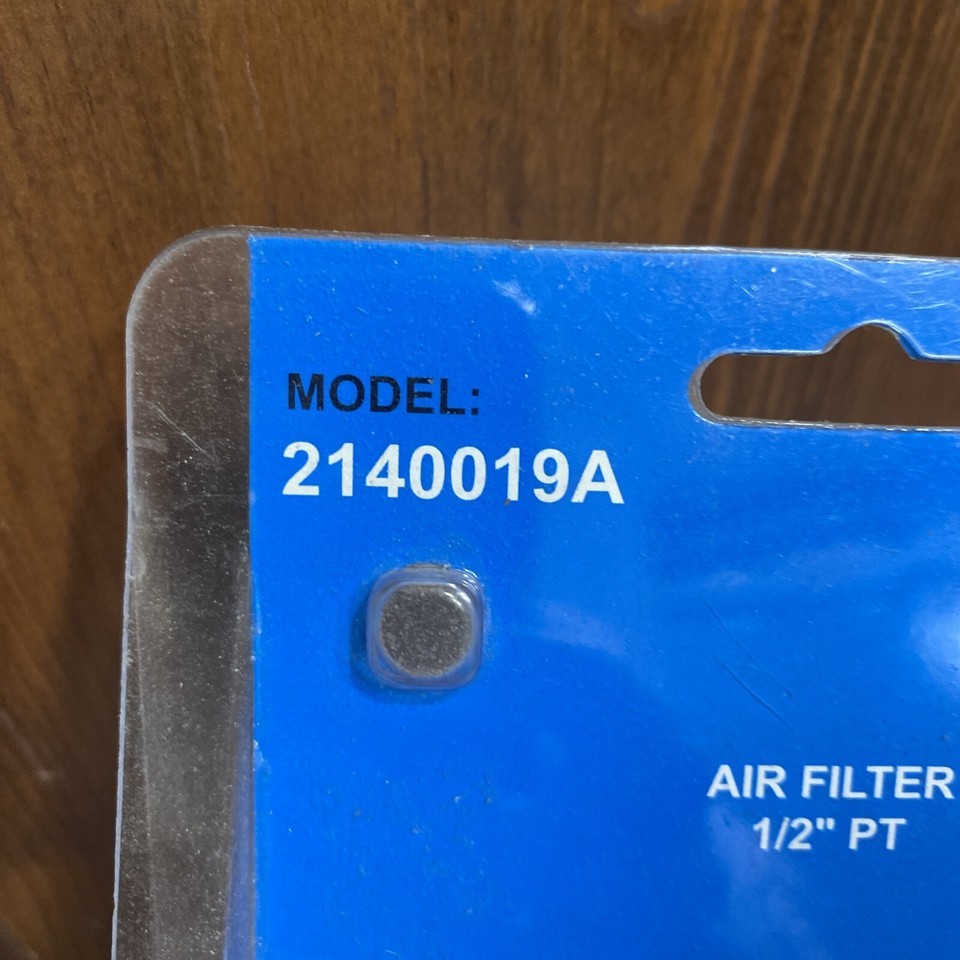 MODEL:
2140019A
AIR FILTER
1/2" PT